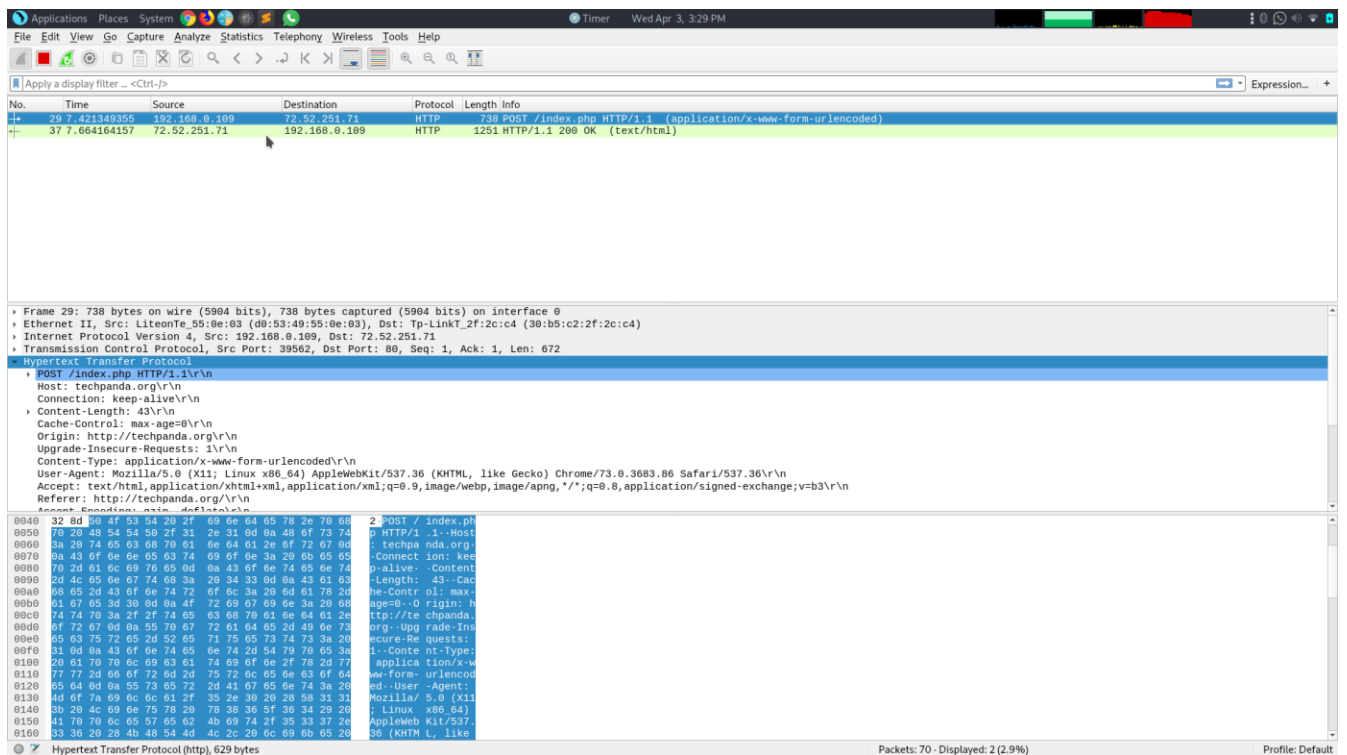 Applications Places System Timer Wed Apr 3, 3:29 PM 0
File Edit View Go Capture Analyze Statistics Telephony Wireless Tools Help
Apply a display filter ... <Ctrl-/> Expression... +
No. Time Source Destination Protocol Length Info
29 7.421349355 192.168.0.109 72.52.251.71 HTTP 738 POST /index.php HTTP/1.1 (application/x-www-form-urlencoded)
37 7.664164157 72.52.251.71 192.168.0.109 HTTP 1251 HTTP/1.1 200 OK (text/html)
Frame 29: 738 bytes on wire (5904 bits), 738 bytes captured (5904 bits) on interface 0
Ethernet II, Src: LiteonTe_55:0e:03 (d0:53:49:55:0e:03), Dst: Tp-LinkT_2f:2c:c4 (30:b5:c2:2f:2c:c4)
Internet Protocol Version 4, Src: 192.168.0.109, Dst: 72.52.251.71
Transmission Control Protocol, Src Port: 39562, Dst Port: 80, Seq: 1, Ack: 1, Len: 672
Hypertext Transfer Protocol
POST /index.php HTTP/1.1\r\n
Host: techpanda.org\r\n
Connection: keep-alive\r\n
Content-Length: 43\r\n
Cache-Control: max-age=0\r\n
Origin: http://techpanda.org\r\n
Upgrade-Insecure-Requests: 1\r\n
Content-Type: application/x-www-form-urlencoded\r\n
User-Agent: Mozilla/5.0 (X11; Linux x86_64) AppleWebKit/537.36 (KHTML, like Gecko) Chrome/73.0.3683.86 Safari/537.36\r\n
Accept: text/html,application/xhtml+xml,application/xml;q=0.9,image/webp,image/apng,*/*;q=0.8,application/signed-exchange;v=b3\r\n
Referer: http://techpanda.org/\r\n
Accept-Encoding: gzip, deflate\r\n
0040 32 8d 50 4f 53 54 20 2f 69 6e 64 65 78 2e 70 68 2·POST / index.ph
0050 70 20 48 54 54 50 2f 31 2e 31 0d 0a 48 6f 73 74 p HTTP/1 .1··Host
0060 3a 20 74 65 63 68 70 61 6e 64 61 2e 6f 72 67 0d : techpa nda.org·
0070 0a 43 6f 6e 6e 65 63 74 69 6f 6e 3a 20 6b 65 65 ·Connect ion: kee
0080 70 2d 61 6c 69 76 65 0d 0a 43 6f 6e 74 65 6e 74 p-alive· ·Content
0090 2d 4c 65 6e 67 74 68 3a 20 34 33 0d 0a 43 61 63 -Length: 43··Cac
00a0 68 65 2d 43 6f 6e 74 72 6f 6c 3a 20 6d 61 78 2d he-Contr ol: max-
00b0 61 67 65 3d 30 0d 0a 4f 72 69 67 69 6e 3a 20 68 age=0··O rigin: h
00c0 74 74 70 3a 2f 2f 74 65 63 68 70 61 6e 64 61 2e ttp://te chpanda.
00d0 6f 72 67 0d 0a 55 70 67 72 61 64 65 2d 49 6e 73 org··Upg rade-Ins
00e0 65 63 75 72 65 2d 52 65 71 75 65 73 74 73 3a 20 ecure-Re quests:
00f0 31 0d 0a 43 6f 6e 74 65 6e 74 2d 54 79 70 65 3a 1··Conte nt-Type:
0100 20 61 70 70 6c 69 63 61 74 69 6f 6e 2f 78 2d 77 applica tion/x-w
0110 77 77 2d 66 6f 72 6d 2d 75 72 6c 65 6e 63 6f 64 ww-form- urlencod
0120 65 64 0d 0a 55 73 65 72 2d 41 67 65 6e 74 3a 20 ed··User -Agent:
0130 4d 6f 7a 69 6c 6c 61 2f 35 2e 30 20 28 58 31 31 Mozilla/ 5.0 (X11
0140 3b 20 4c 69 6e 75 78 20 78 38 36 5f 36 34 29 20 ; Linux x86_64)
0150 41 70 70 6c 65 57 65 62 4b 69 74 2f 35 33 37 2e AppleWeb Kit/537.
0160 33 36 20 28 4b 48 54 4d 4c 2c 20 6c 69 6b 65 20 36 (KHTM L, like
Hypertext Transfer Protocol (http), 629 bytes Packets: 70 · Displayed: 2 (2.9%) Profile: Default